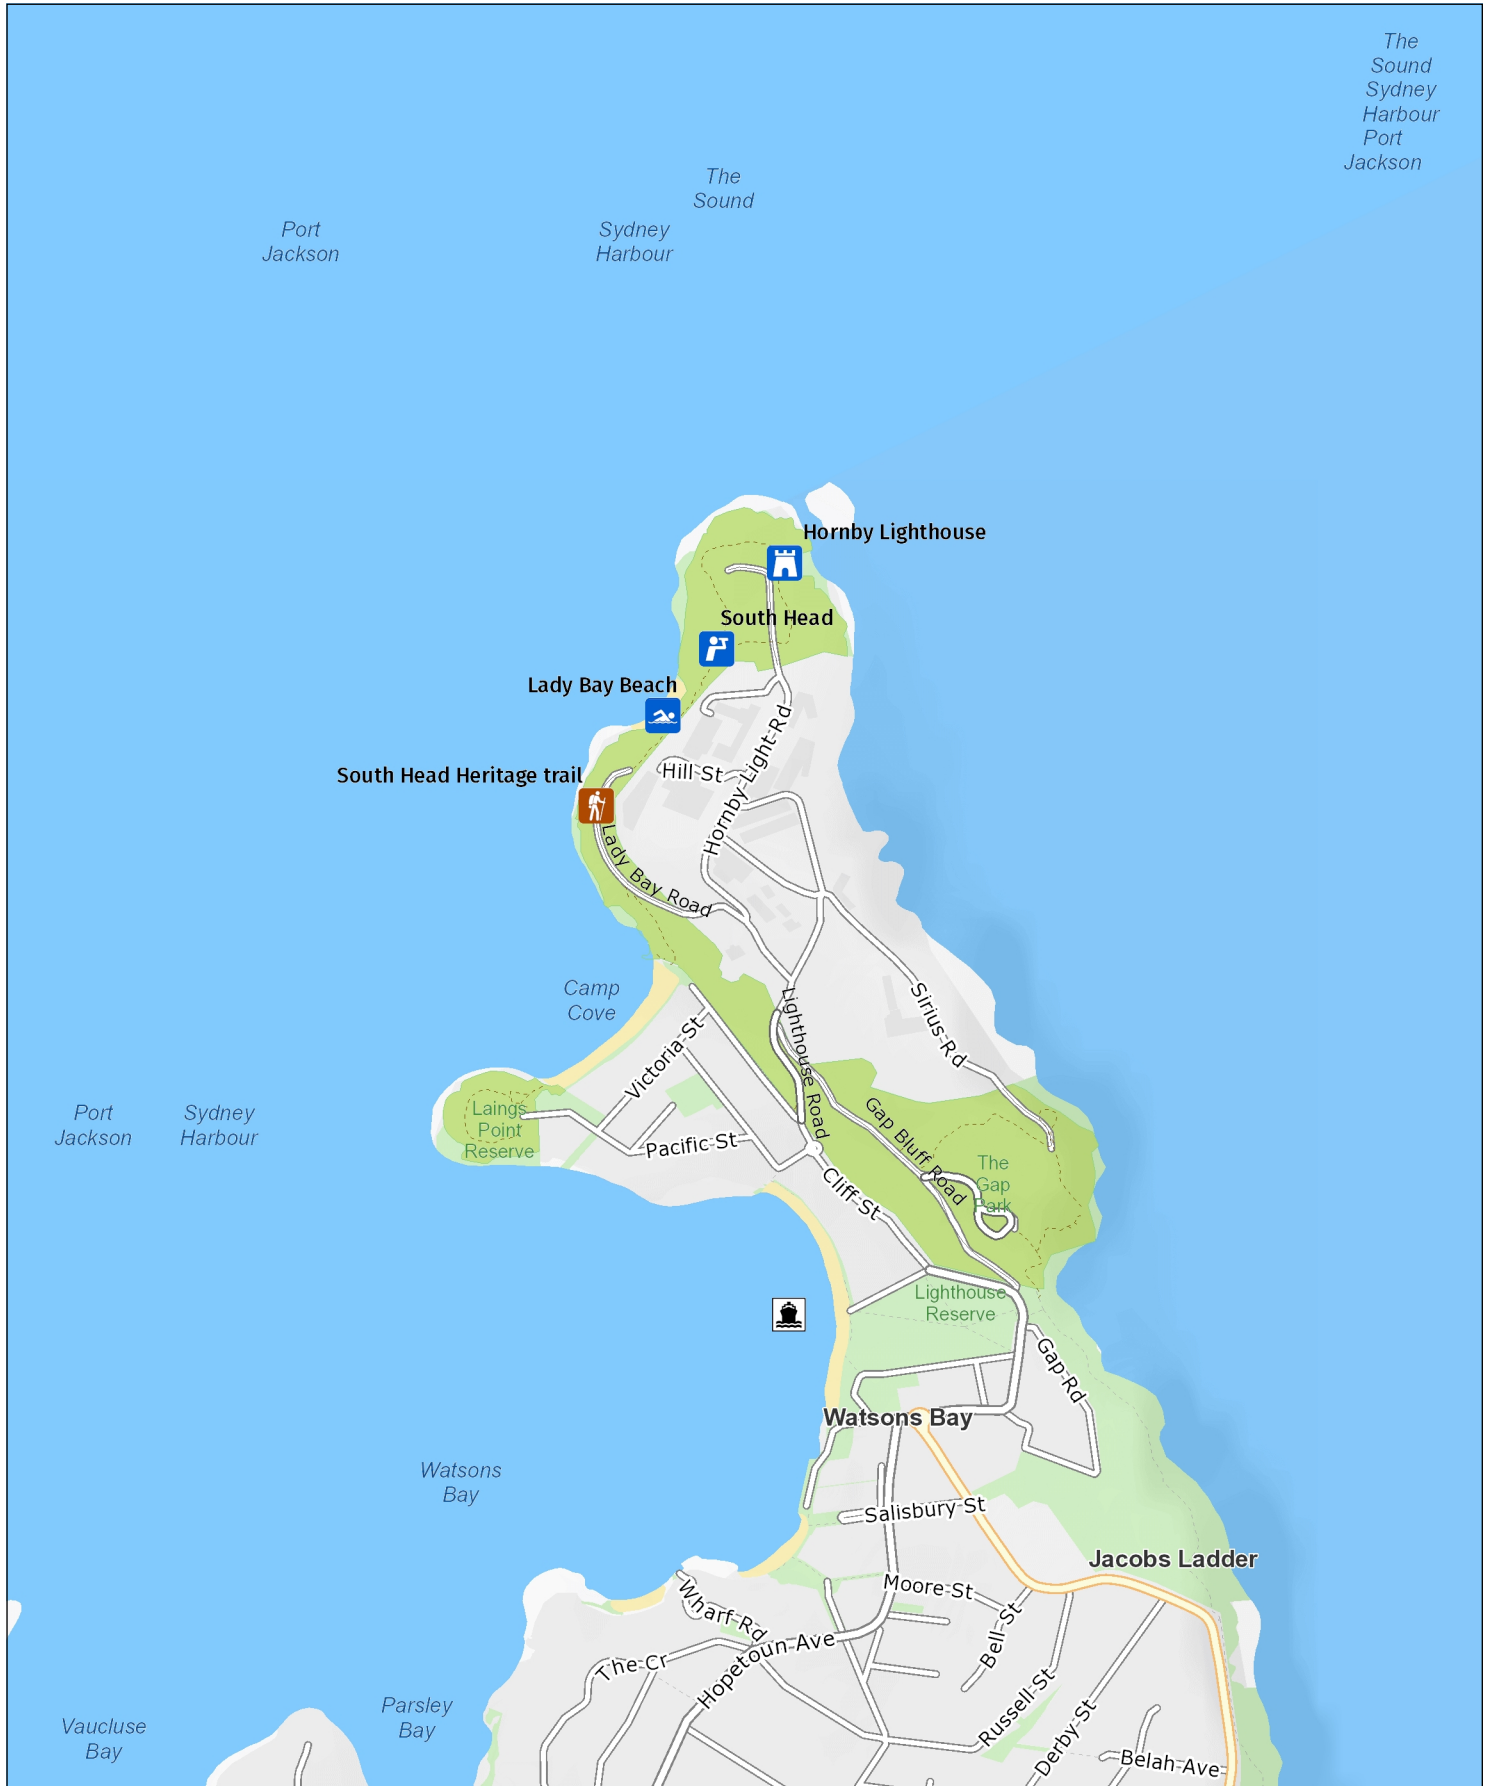 The
Sound
Sydney
Harbour
Port
Jackson
The
Sound
Port
Jackson
Sydney
Harbour
Hornby Lighthouse
South Head
Lady Bay Beach
Hornby-Light-Rd
Hill St
South Head Heritage trail
Lady Bay Road
Camp
Cove
Lighthouse Road
Sirius-Rd
Victoria-St
Port
Jackson
Sydney
Harbour
Laings
Point
Reserve
Pacific St
Gap Bluff Road
The
Gap
Park
Cliff-St
Lighthouse
Reserve
Gap-Rd
Watsons Bay
Watsons
Bay
Salisbury-St
Jacobs Ladder
Moore-St
Wharf-Rd
Bell-St
Hopetoun Ave
The-Cr
Russell-St
Derby-St
Parsley
Bay
Vaucluse
Bay
Belah-Ave